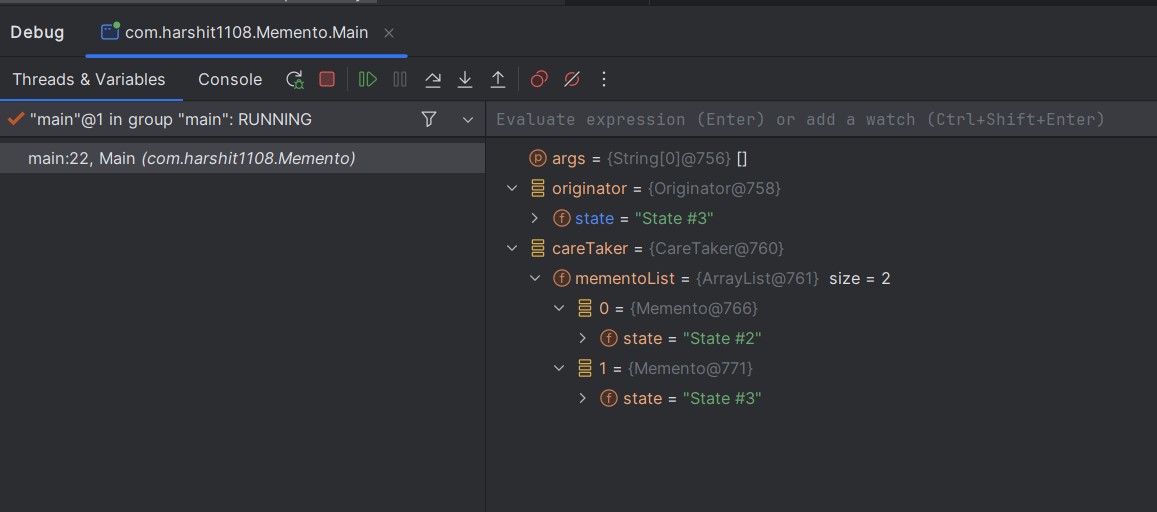 Debug com.harshit1108.Memento.Main ×
Threads & Variables Console
"main"@1 in group "main": RUNNING
Evaluate expression (Enter) or add a watch (Ctrl+Shift+Enter)
main:22, Main (com.harshit1108.Memento)
p args = {String[0]@756} []
originator = {Originator@758}
f state = "State #3"
careTaker = {CareTaker@760}
f mementoList = {ArrayList@761} size = 2
0 = {Memento@766}
f state = "State #2"
1 = {Memento@771}
f state = "State #3"